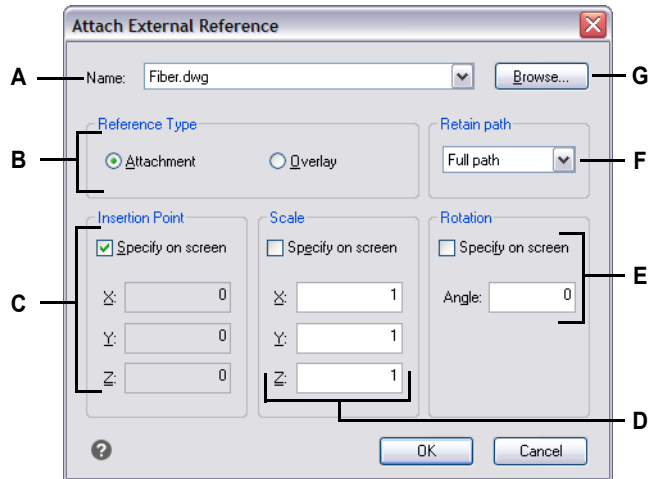 Attach External Reference
A
Name: Fiber.dwg Browse...
G
Reference Type
Retain path
B
Attachment Overlay
Full path
F
Insertion Point
Scale
Rotation
Specify on screen
Specify on screen
Specify on screen
C
X: 0
X: 1
Angle: 0
E
Y: 0
Y: 1
Z: 0
Z: 1
D
?
OK
Cancel